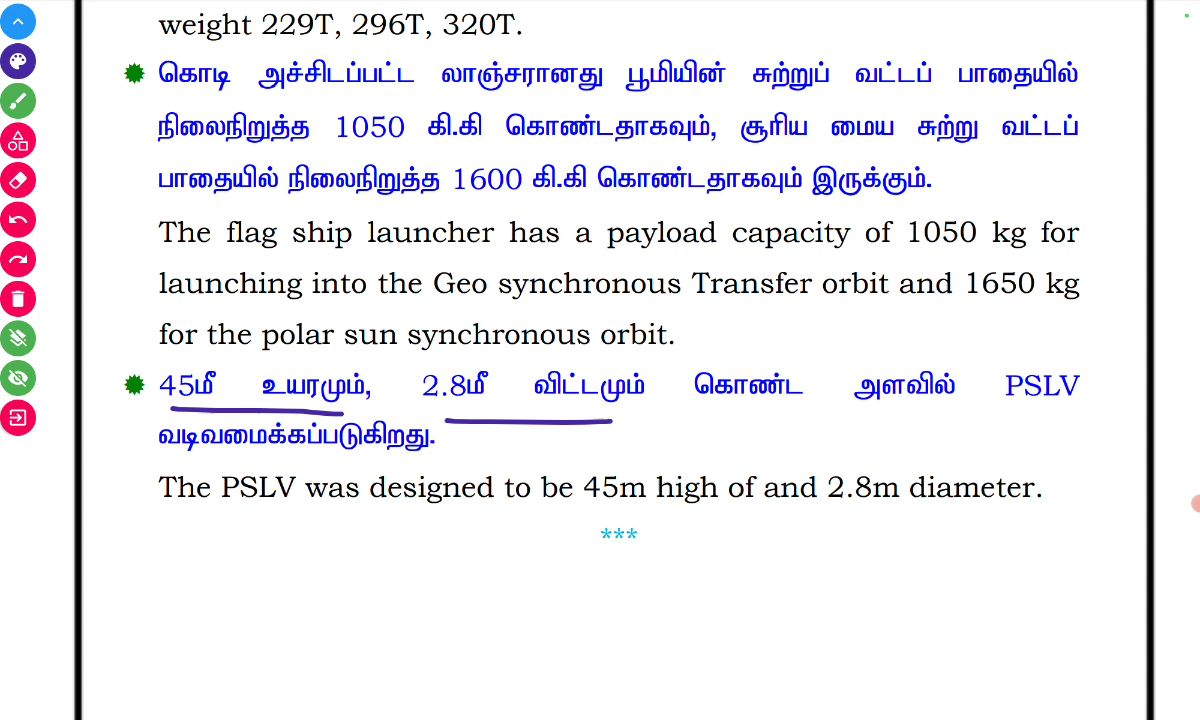 weight 229T, 296T, 320T.
கொடி அச்சிடப்பட்ட லாஞ்சரானது பூமியின் சுற்றுப் வட்டப் பாதையில்
நிலைநிறுத்த 1050 கி.கி கொண்டதாகவும், சூரிய மைய சுற்று வட்டப்
பாதையில் நிலைநிறுத்த 1600 கி.கி கொண்டதாகவும் இருக்கும்.
The flag ship launcher has a payload capacity of 1050 kg for
launching into the Geo synchronous Transfer orbit and 1650 kg
for the polar sun synchronous orbit.
45மீ உயரமும், 2.8மீ விட்டமும் கொண்ட அளவில் PSLV
வடிவமைக்கப்படுகிறது.
The PSLV was designed to be 45m high of and 2.8m diameter.
***